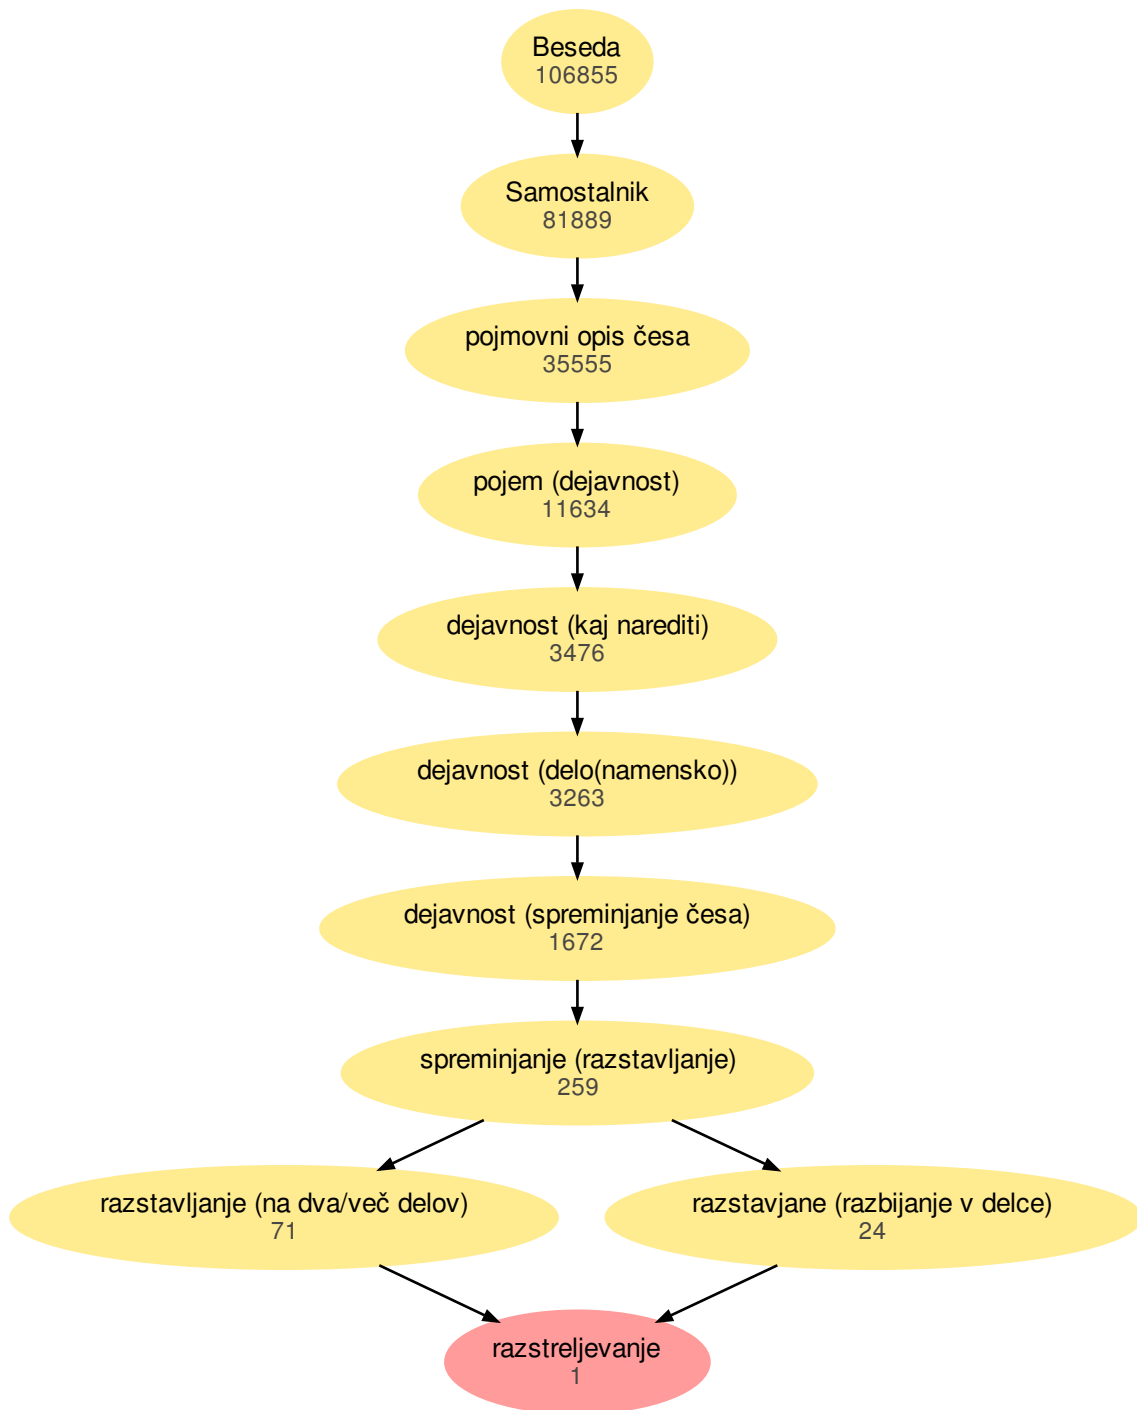 Beseda
106855
Samostalnik
81889
pojmovni opis česa
35555
pojem (dejavnost)
11634
dejavnost (kaj narediti)
3476
dejavnost (delo(namensko))
3263
dejavnost (spreminjanje česa)
1672
spreminjanje (razstavljanje)
259
razstavljanje (na dva/več delov)
71
razstavjane (razbijanje v delce)
24
razstreljevanje
1